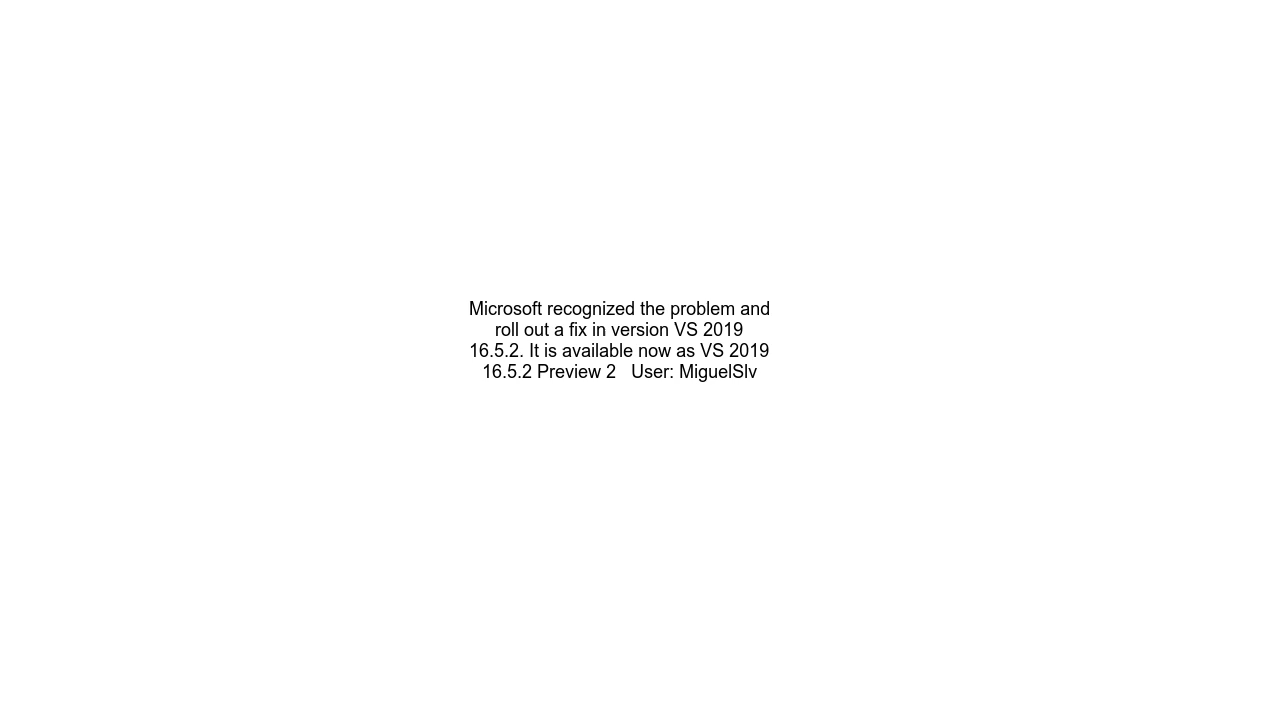 Microsoft recognized the problem and
roll out a fix in version VS 2019
16.5.2. It is available now as VS 2019
16.5.2 Preview 2   User: MiguelSlv